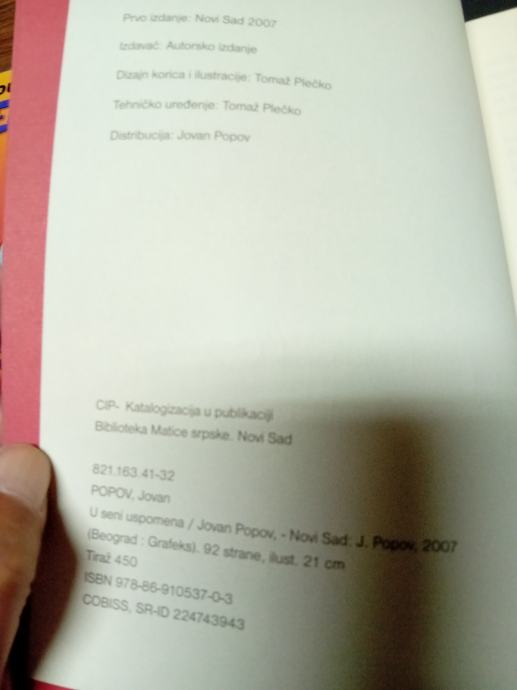 Prvo izdanje: Novi Sad 2007
Izdavač: Autorsko izdanje
Dizajn korica i ilustracije: Tomaž Plečko
Tehničko uređenje: Tomaž Plečko
Distribucija: Jovan Popov
CIP- Katalogizacija u publikaciji
Biblioteka Matice srpske. Novi Sad
821.163.41-32
POPOV, Jovan
U seni uspomena / Jovan Popov, - Novi Sad: J. Popov, 2007
(Beograd : Grafeks). 92 strane, ilust. 21 cm
Tiraž 450
ISBN 978-86-910537-0-3
COBISS, SR-ID 224743943